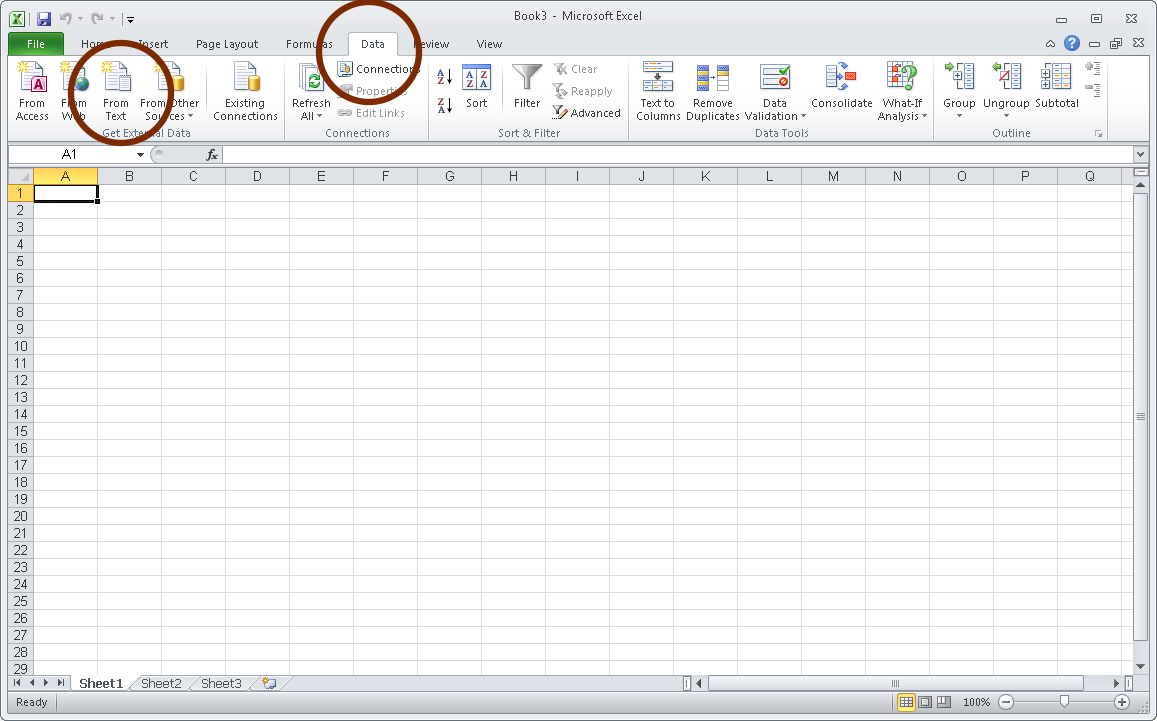 Book3 - Microsoft Excel
File Home Insert Page Layout Formulas Data Review View
From Access
From Web
From Text
From Other Sources
Existing Connections
Get External Data
Refresh All
Connections
Properties
Edit Links
Connections
A Z
Z A
A Z Z A
Sort
Filter
Clear
Reapply
Advanced
Sort & Filter
Text to Columns
Remove Duplicates
Data Validation
Consolidate
What-If Analysis
Data Tools
Group
Ungroup
Subtotal
Outline
A1
fx
A B C D E F G H I J K L M N O P Q
1
2
3
4
5
6
7
8
9
10
11
12
13
14
15
16
17
18
19
20
21
22
23
24
25
26
27
28
29
Sheet1 Sheet2 Sheet3
Ready
100%